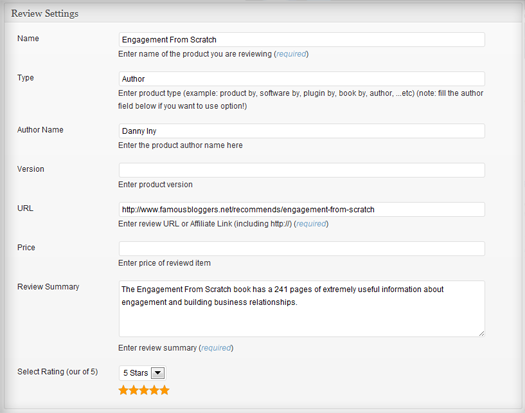 Review Settings
Name
Engagement From Scratch
Enter name of the product you are reviewing (required)
Type
Author
Enter product type (example: product by, software by, plugin by, book by, author, ...etc) (note: fill the author
field below if you want to use option!)
Author Name
Danny Iny
Enter the product author name here
Version
Enter product version
URL
http://www.famousbloggers.net/recommends/engagement-from-scratch
Enter review URL or Affiliate Link (including http://) (required)
Price
Enter price of reviewd item
Review Summary
The Engagement From Scratch book has a 241 pages of extremely useful information about
engagement and building business relationships.
Enter review summary (required)
Select Rating (our of 5)
5 Stars